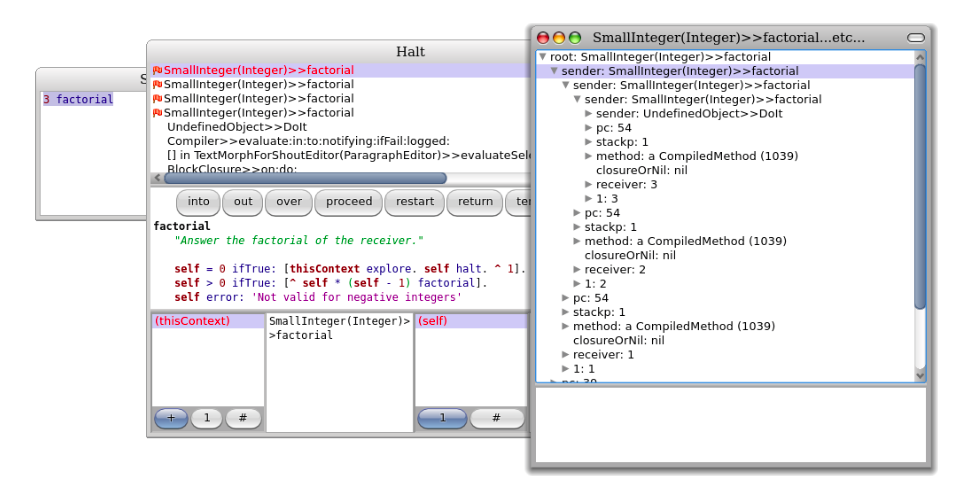 S
3 factorial
Halt
SmallInteger(Integer)>>factorial
SmallInteger(Integer)>>factorial
SmallInteger(Integer)>>factorial
SmallInteger(Integer)>>factorial
UndefinedObject>>DoIt
Compiler>>evaluate:in:to:notifying:ifFail:logged:
[] in TextMorphForShoutEditor(ParagraphEditor)>>evaluateSele
BlockClosure>>on:do:
into out over proceed restart return te
factorial
"Answer the factorial of the receiver."
self = 0 ifTrue: [thisContext explore. self halt. ^ 1].
self > 0 ifTrue: [^ self * (self - 1) factorial].
self error: 'Not valid for negative integers'
(thisContext)
+ 1 #
SmallInteger(Integer)>
>factorial
(self)
1 #
SmallInteger(Integer)>>factorial...etc...
root: SmallInteger(Integer)>>factorial
sender: SmallInteger(Integer)>>factorial
sender: SmallInteger(Integer)>>factorial
sender: SmallInteger(Integer)>>factorial
sender: UndefinedObject>>DoIt
pc: 54
stackp: 1
method: a CompiledMethod (1039)
closureOrNil: nil
receiver: 3
1: 3
pc: 54
stackp: 1
method: a CompiledMethod (1039)
closureOrNil: nil
receiver: 2
1: 2
pc: 54
stackp: 1
method: a CompiledMethod (1039)
closureOrNil: nil
receiver: 1
1: 1
pc: 39